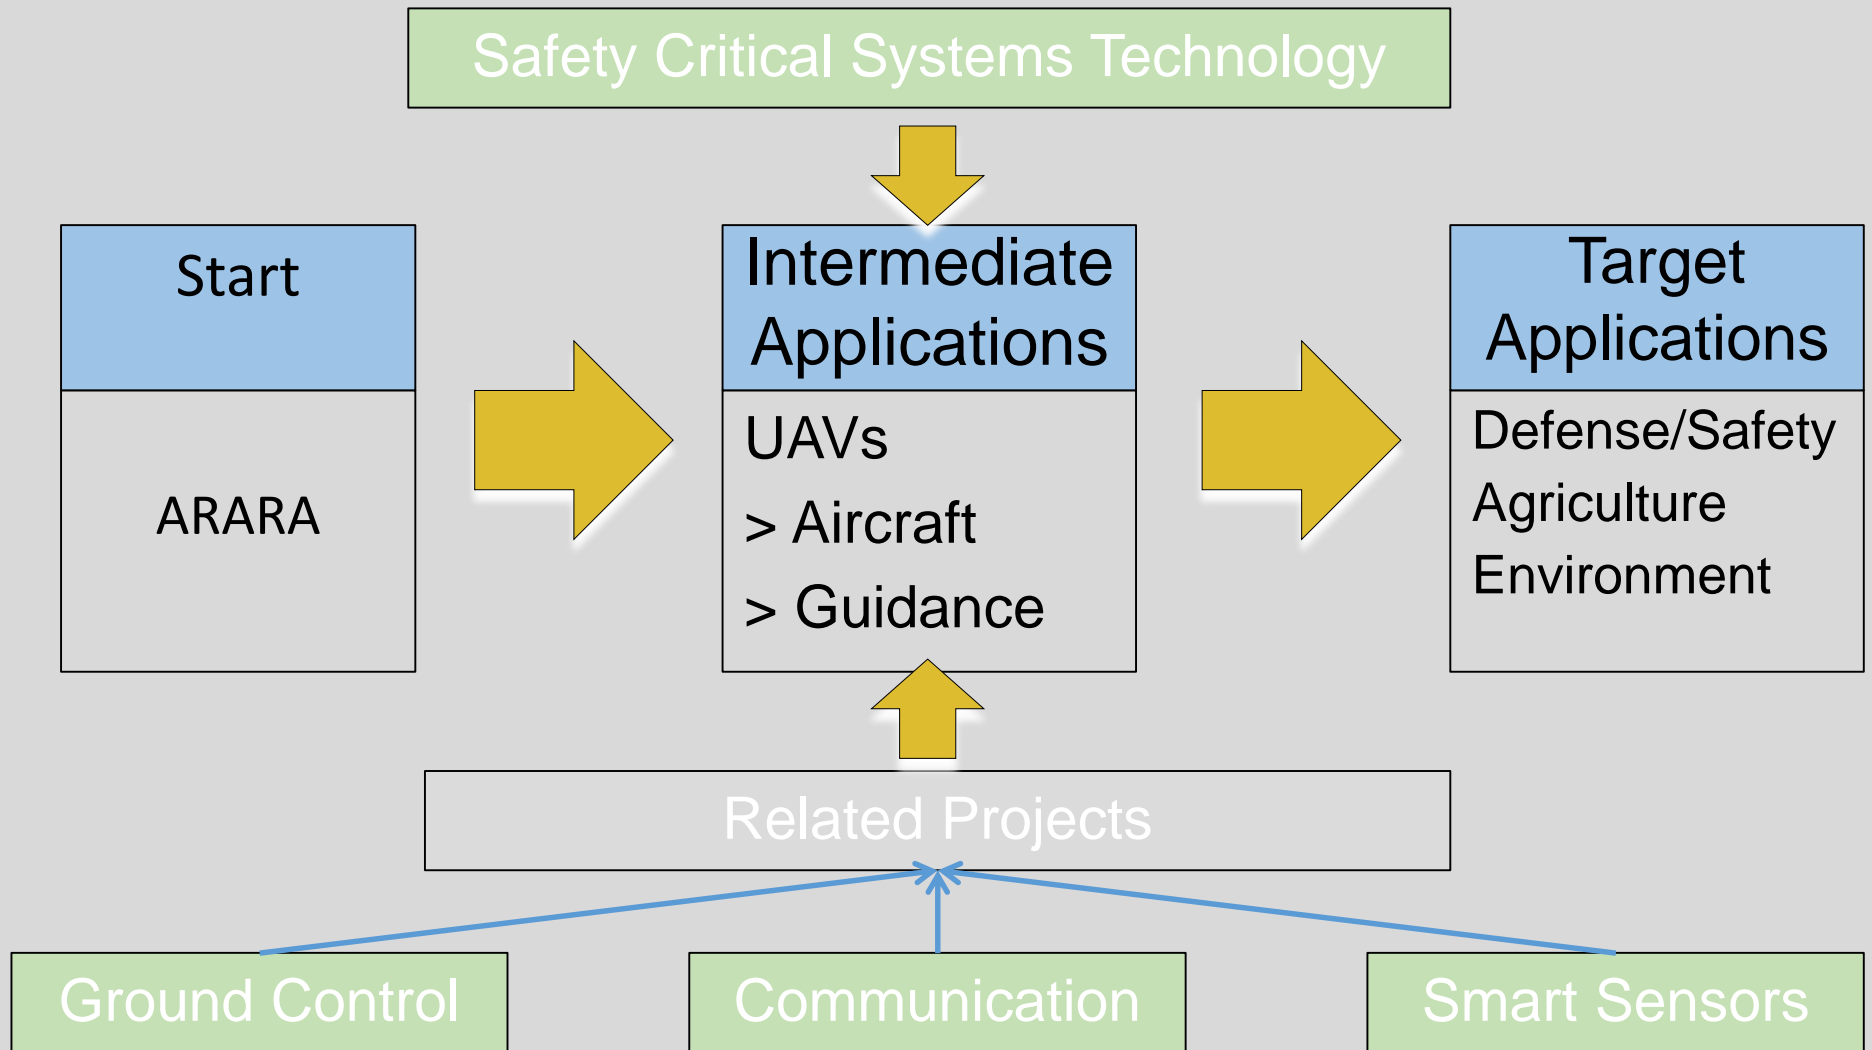 Safety Critical Systems Technology
Start
ARARA
Intermediate
Applications
UAVs
> Aircraft
> Guidance
Target
Applications
Defense/Safety
Agriculture
Environment
Related Projects
Ground Control
Communication
Smart Sensors